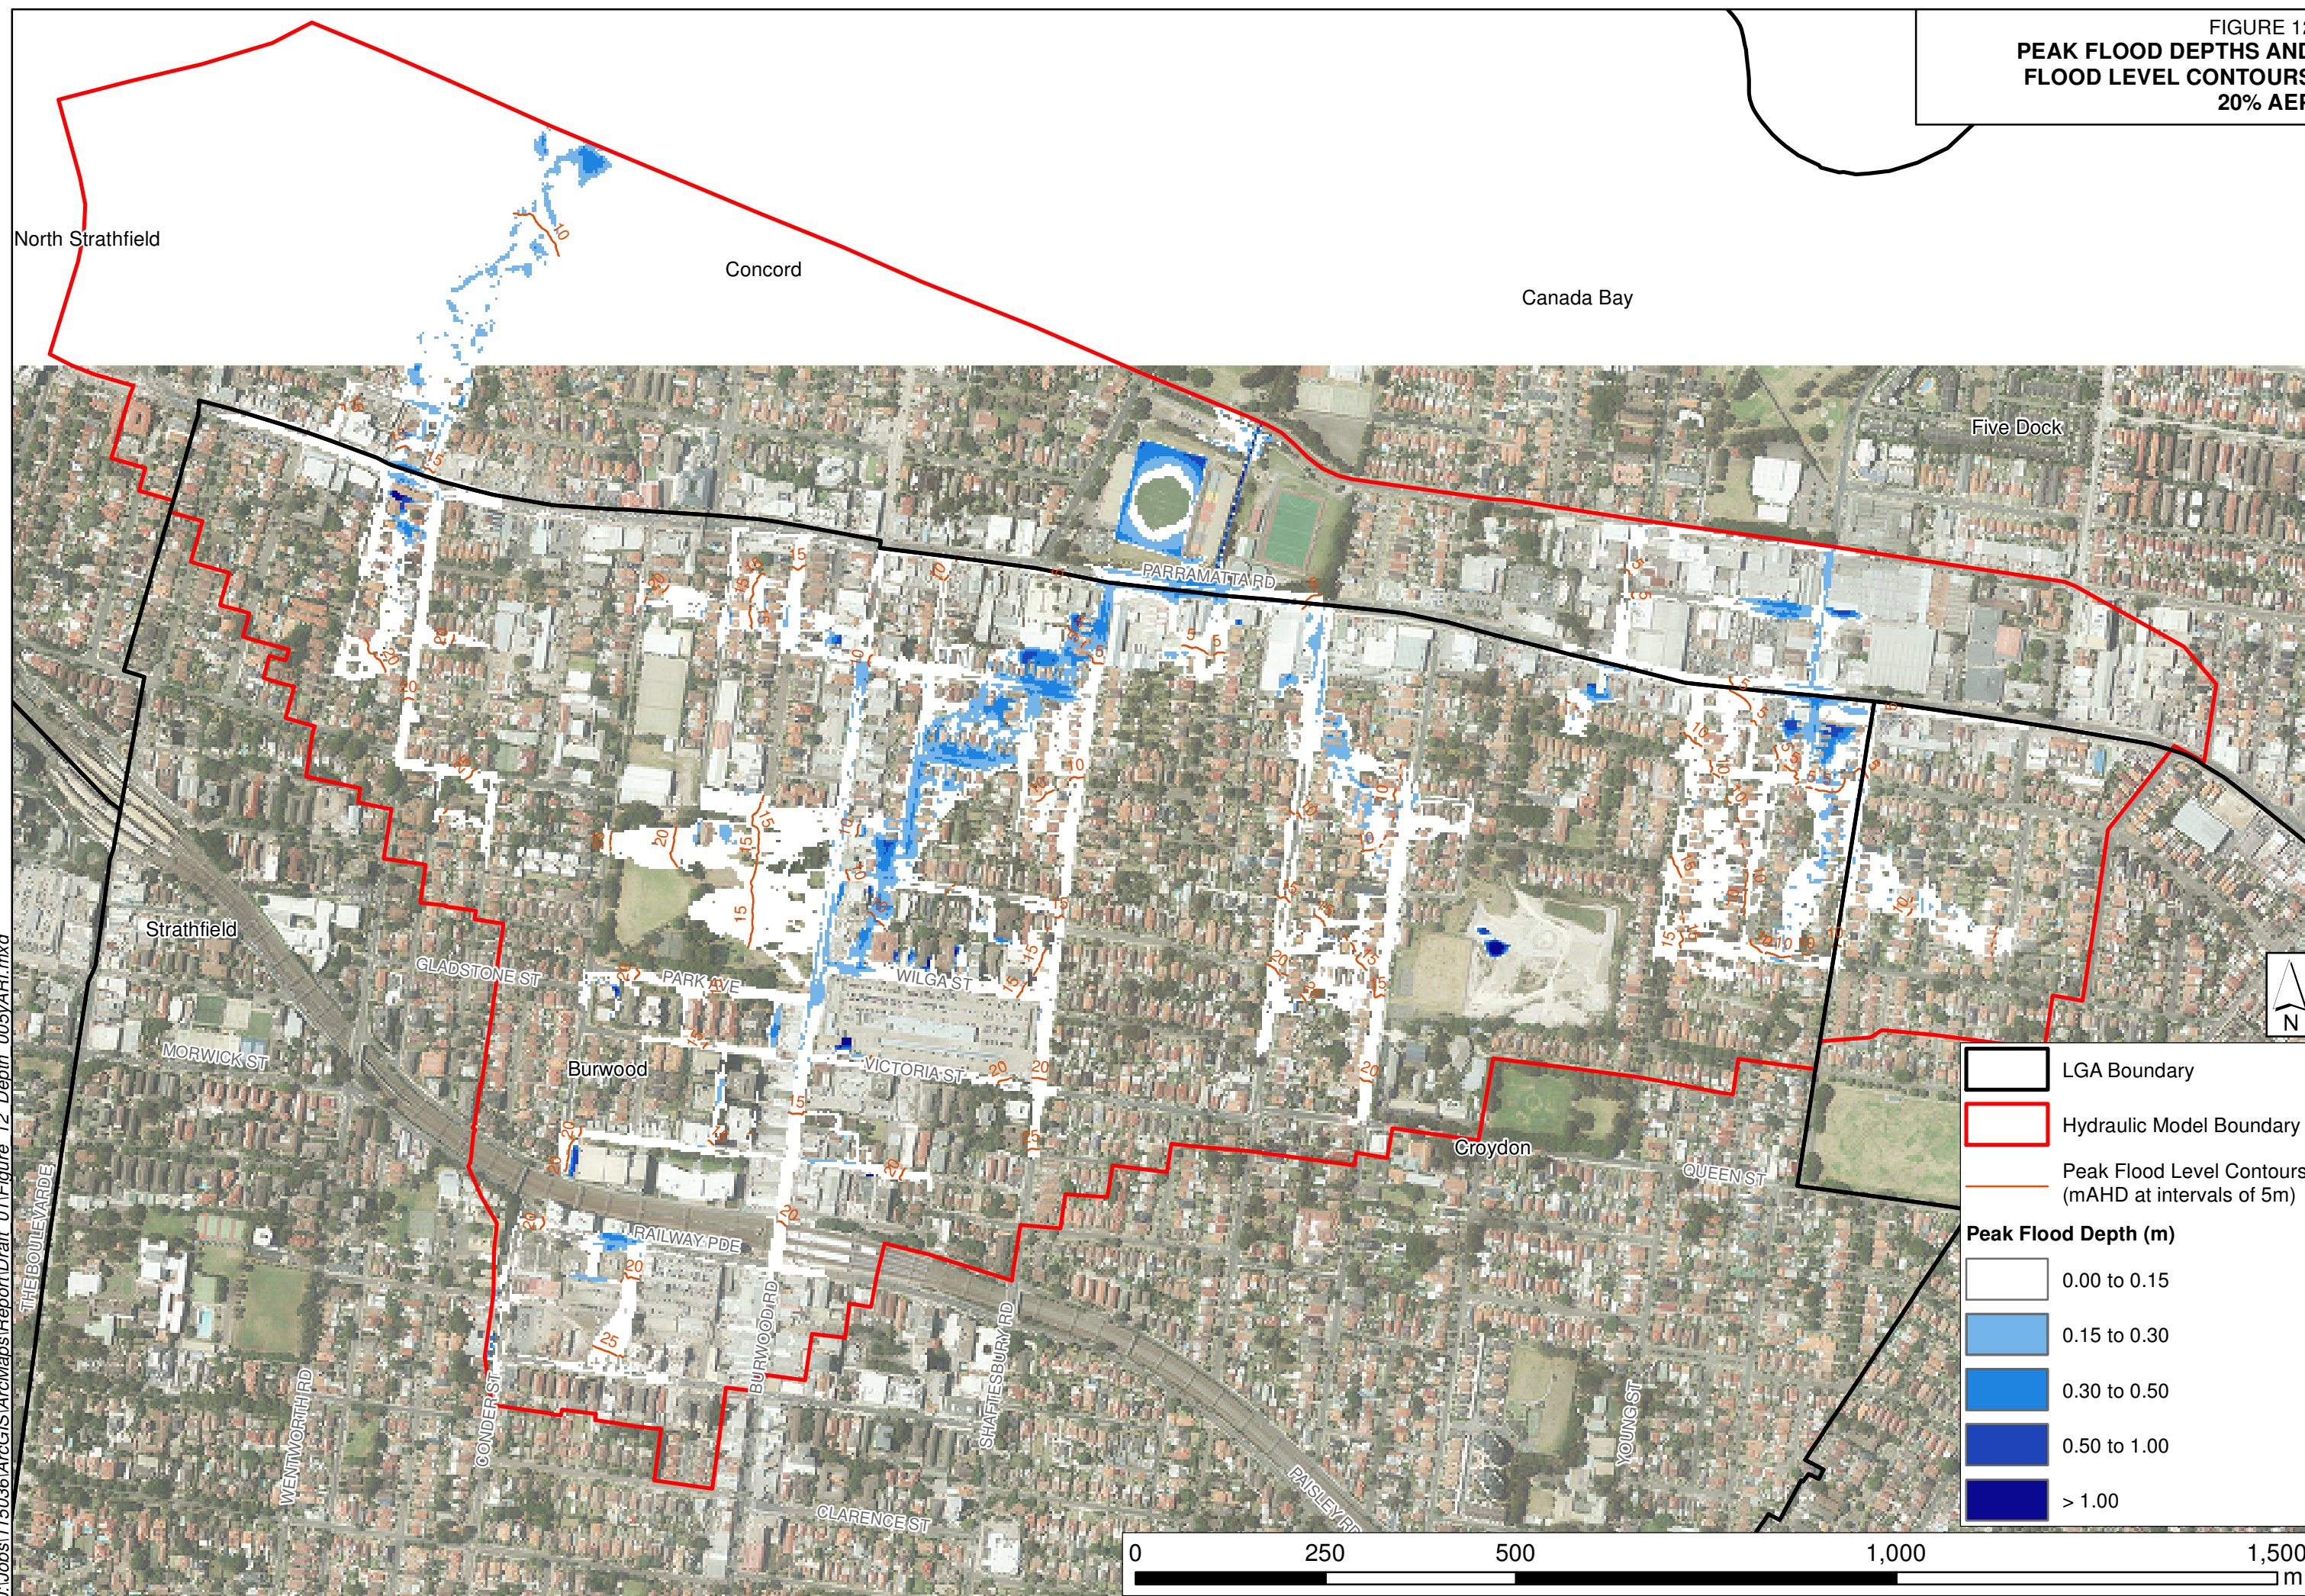 FIGURE 12
PEAK FLOOD DEPTHS AND
FLOOD LEVEL CONTOURS
20% AEP
North Strathfield
Concord
Canada Bay
Five Dock
PARRAMATTA RD
Strathfield
GLADSTONE ST
PARK AVE
WILGA ST
MORWICK ST
Burwood
VICTORIA ST
Croydon
QUEEN ST
THE BOULEVARDE
RAILWAY PDE
BURWOOD RD
SHAFTESBURY RD
WENTWORTH RD
CONDER ST
YOUNG ST
PAISLEY RD
CLARENCE ST
N
LGA Boundary
Hydraulic Model Boundary
Peak Flood Level Contours
(mAHD at intervals of 5m)
Peak Flood Depth (m)
0.00 to 0.15
0.15 to 0.30
0.30 to 0.50
0.50 to 1.00
> 1.00
0 250 500 1,000 1,500
m